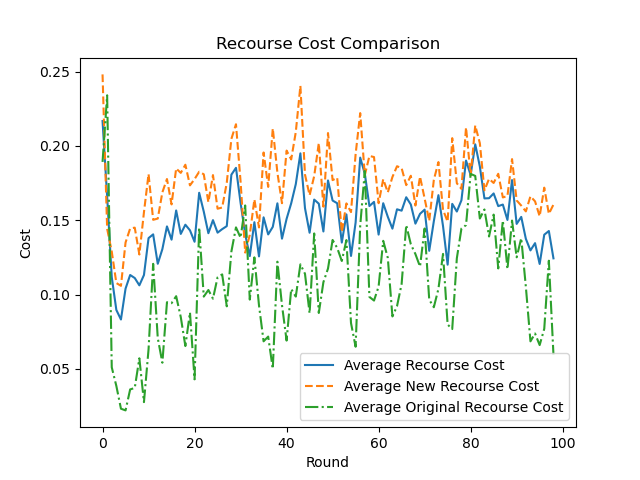 Recourse Cost Comparison
0.25
0.20
0.15
0.10
0.05
Cost
0
20
40
60
80
100
Round
Average Recourse Cost
Average New Recourse Cost
Average Original Recourse Cost